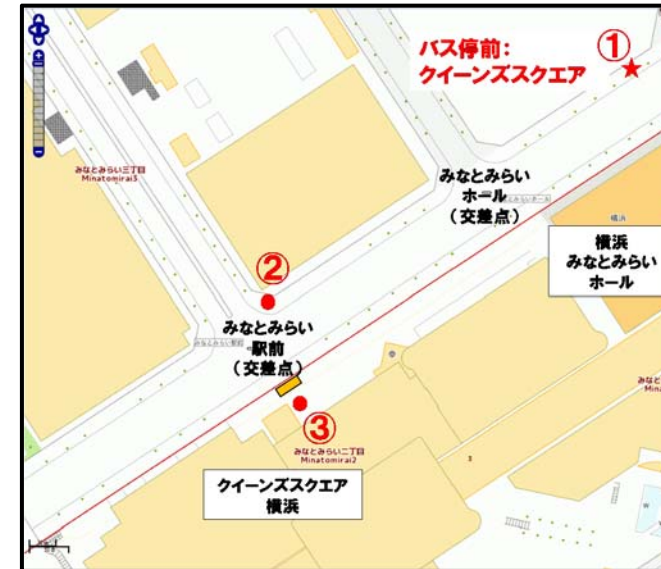 バス停前:
クイーンズスクエア
①
みなとみらい三丁目
Minatomirai3
みなとみらい
ホール
(交差点)
横浜
横浜
みなとみらい
ホール
②
みなとみらい
駅前
(交差点)
③
みなとみらい二丁目
Minatomirai2
クイーンズスクエア
横浜